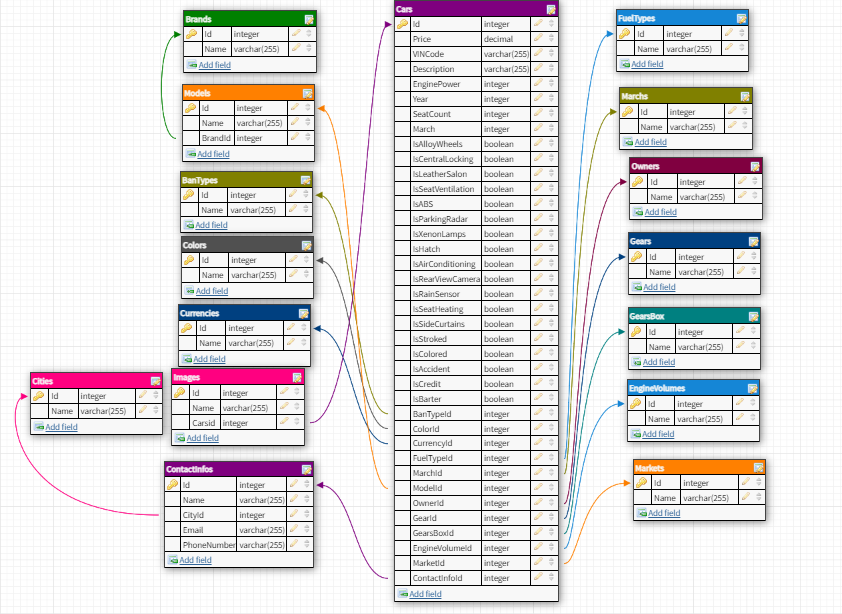 Brands
Id integer
Name varchar(255)
Add field
Models
Id integer
Name varchar(255)
BrandId integer
Add field
BanTypes
Id integer
Name varchar(255)
Add field
Colors
Id integer
Name varchar(255)
Add field
Currencies
Id integer
Name varchar(255)
Add field
Cities
Id integer
Name varchar(255)
Add field
Images
Id integer
Name varchar(255)
Carsid integer
Add field
ContactInfos
Id integer
Name varchar(255)
CityId integer
Email varchar(255)
PhoneNumber varchar(255)
Add field
Cars
Id integer
Price decimal
VINCode varchar(255)
Description varchar(255)
EnginePower integer
Year integer
SeatCount integer
March integer
IsAlloyWheels boolean
IsCentralLocking boolean
IsLeatherSalon boolean
IsSeatVentilation boolean
IsABS boolean
IsParkingRadar boolean
IsXenonLamps boolean
IsHatch boolean
IsAirConditioning boolean
IsRearViewCamera boolean
IsRainSensor boolean
IsSeatHeating boolean
IsSideCurtains boolean
IsStroked boolean
IsColored boolean
IsAccident boolean
IsCredit boolean
IsBarter boolean
BanTypeId integer
ColorId integer
CurrencyId integer
FuelTypeId integer
MarchId integer
ModelId integer
OwnerId integer
GearId integer
GearsBoxId integer
EngineVolumeId integer
MarketId integer
ContactInfoId integer
Add field
FuelTypes
Id integer
Name varchar(255)
Add field
Marchs
Id integer
Name varchar(255)
Add field
Owners
Id integer
Name varchar(255)
Add field
Gears
Id integer
Name varchar(255)
Add field
GearsBox
Id integer
Name varchar(255)
Add field
EngineVolumes
Id integer
Name varchar(255)
Add field
Markets
Id integer
Name varchar(255)
Add field